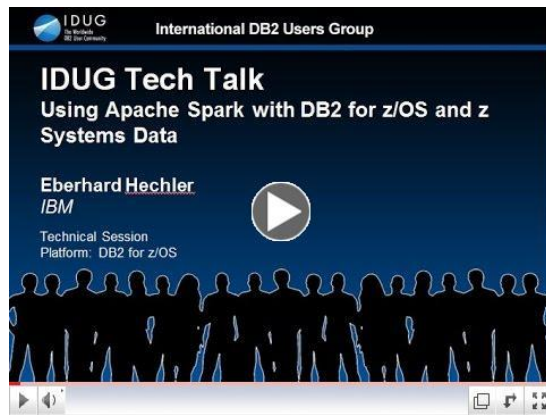 IDUG
The Worldwide
DB2 User Community
International DB2 Users Group
IDUG Tech Talk
Using Apache Spark with DB2 for z/OS and z
Systems Data
Eberhard Hechler
IBM
Technical Session
Platform: DB2 for z/OS